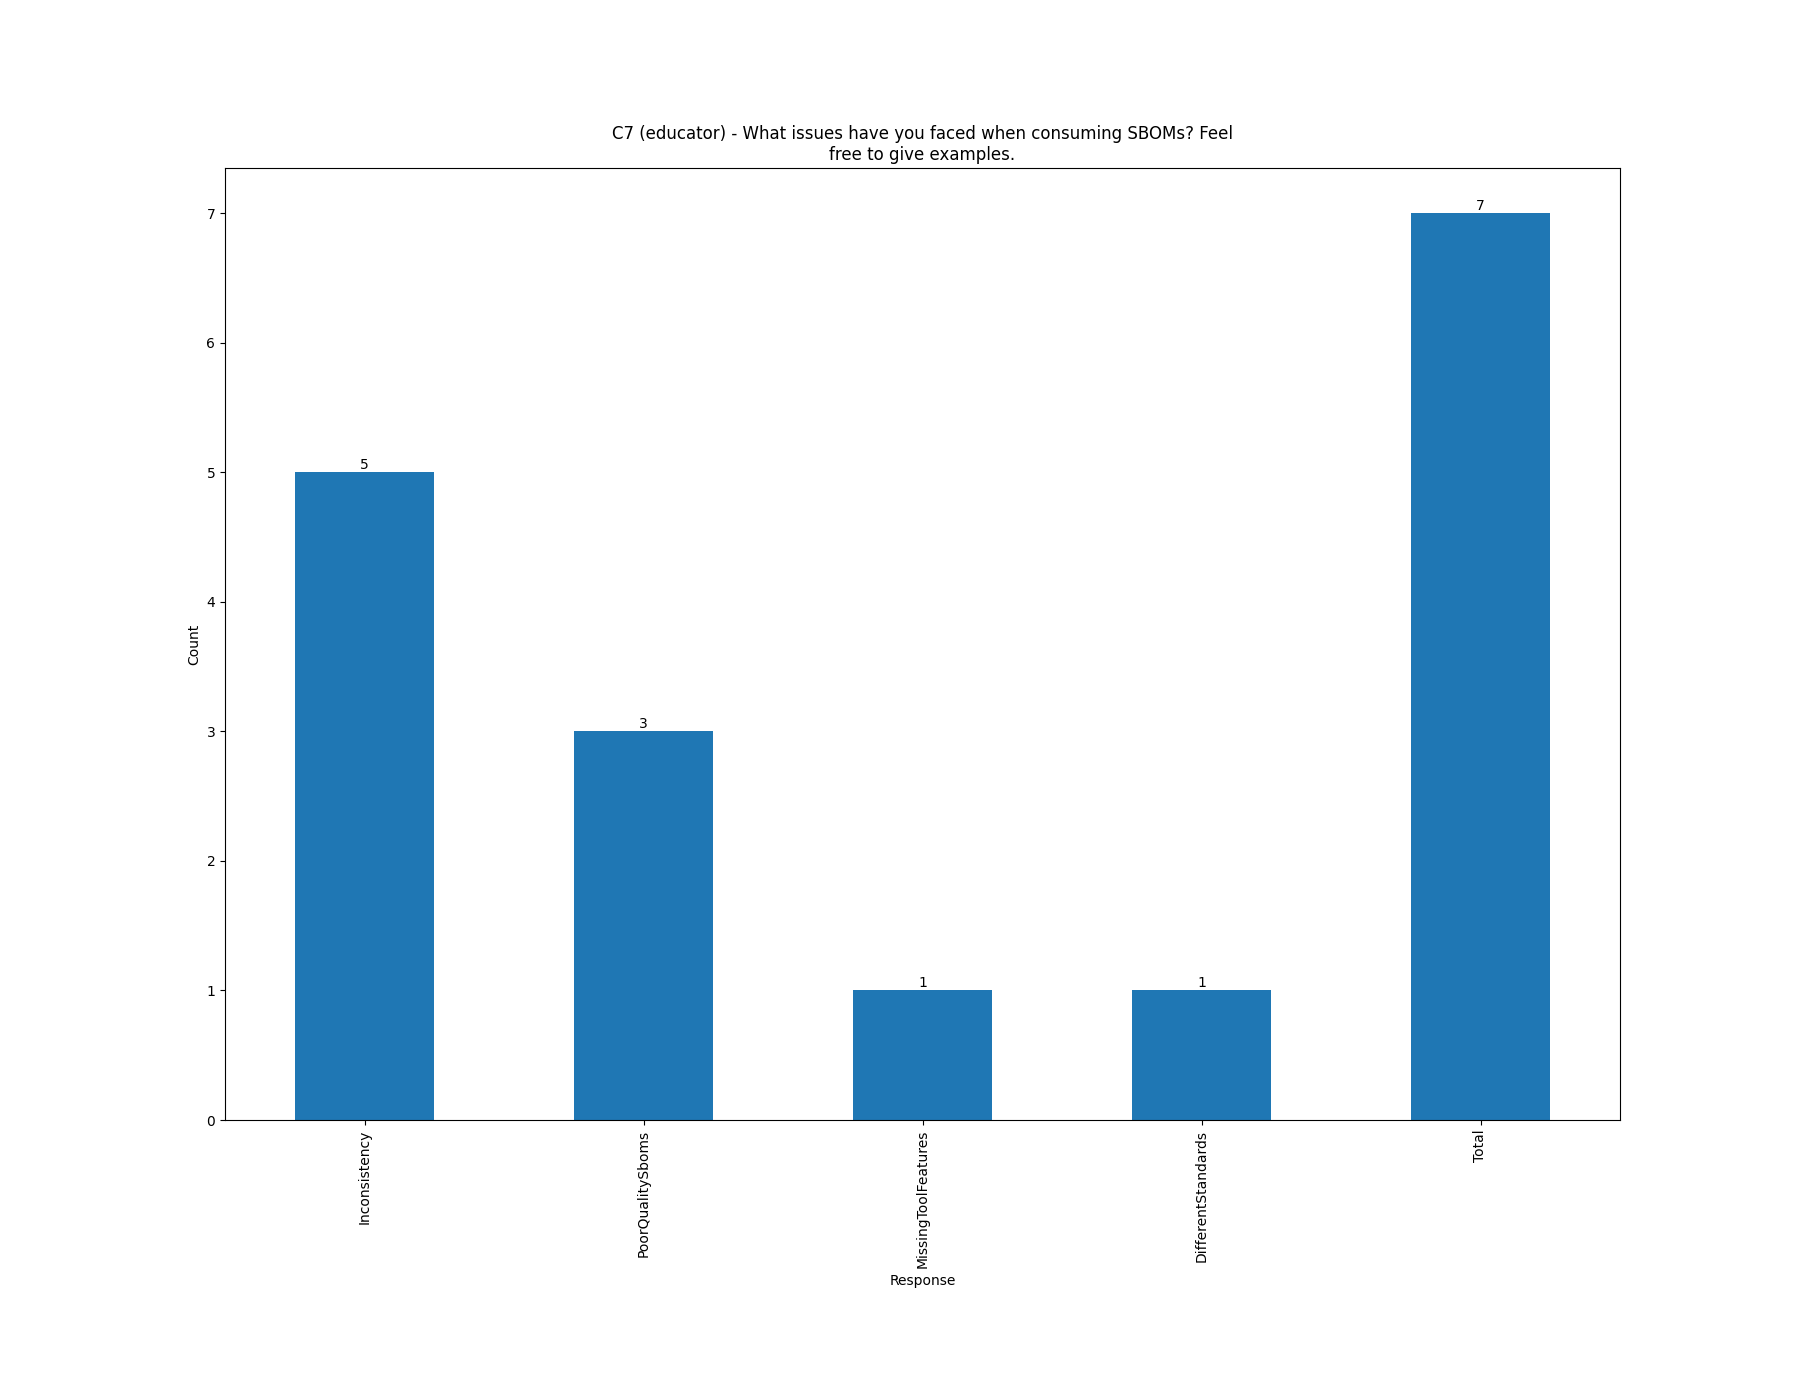 C7 (educator) - What issues have you faced when consuming SBOMs? Feel
free to give examples.
Count
7
6
5
4
3
2
1
0
5
3
1
1
7
Inconsistency
PoorQualitySboms
MissingToolFeatures
DifferentStandards
Total
Response